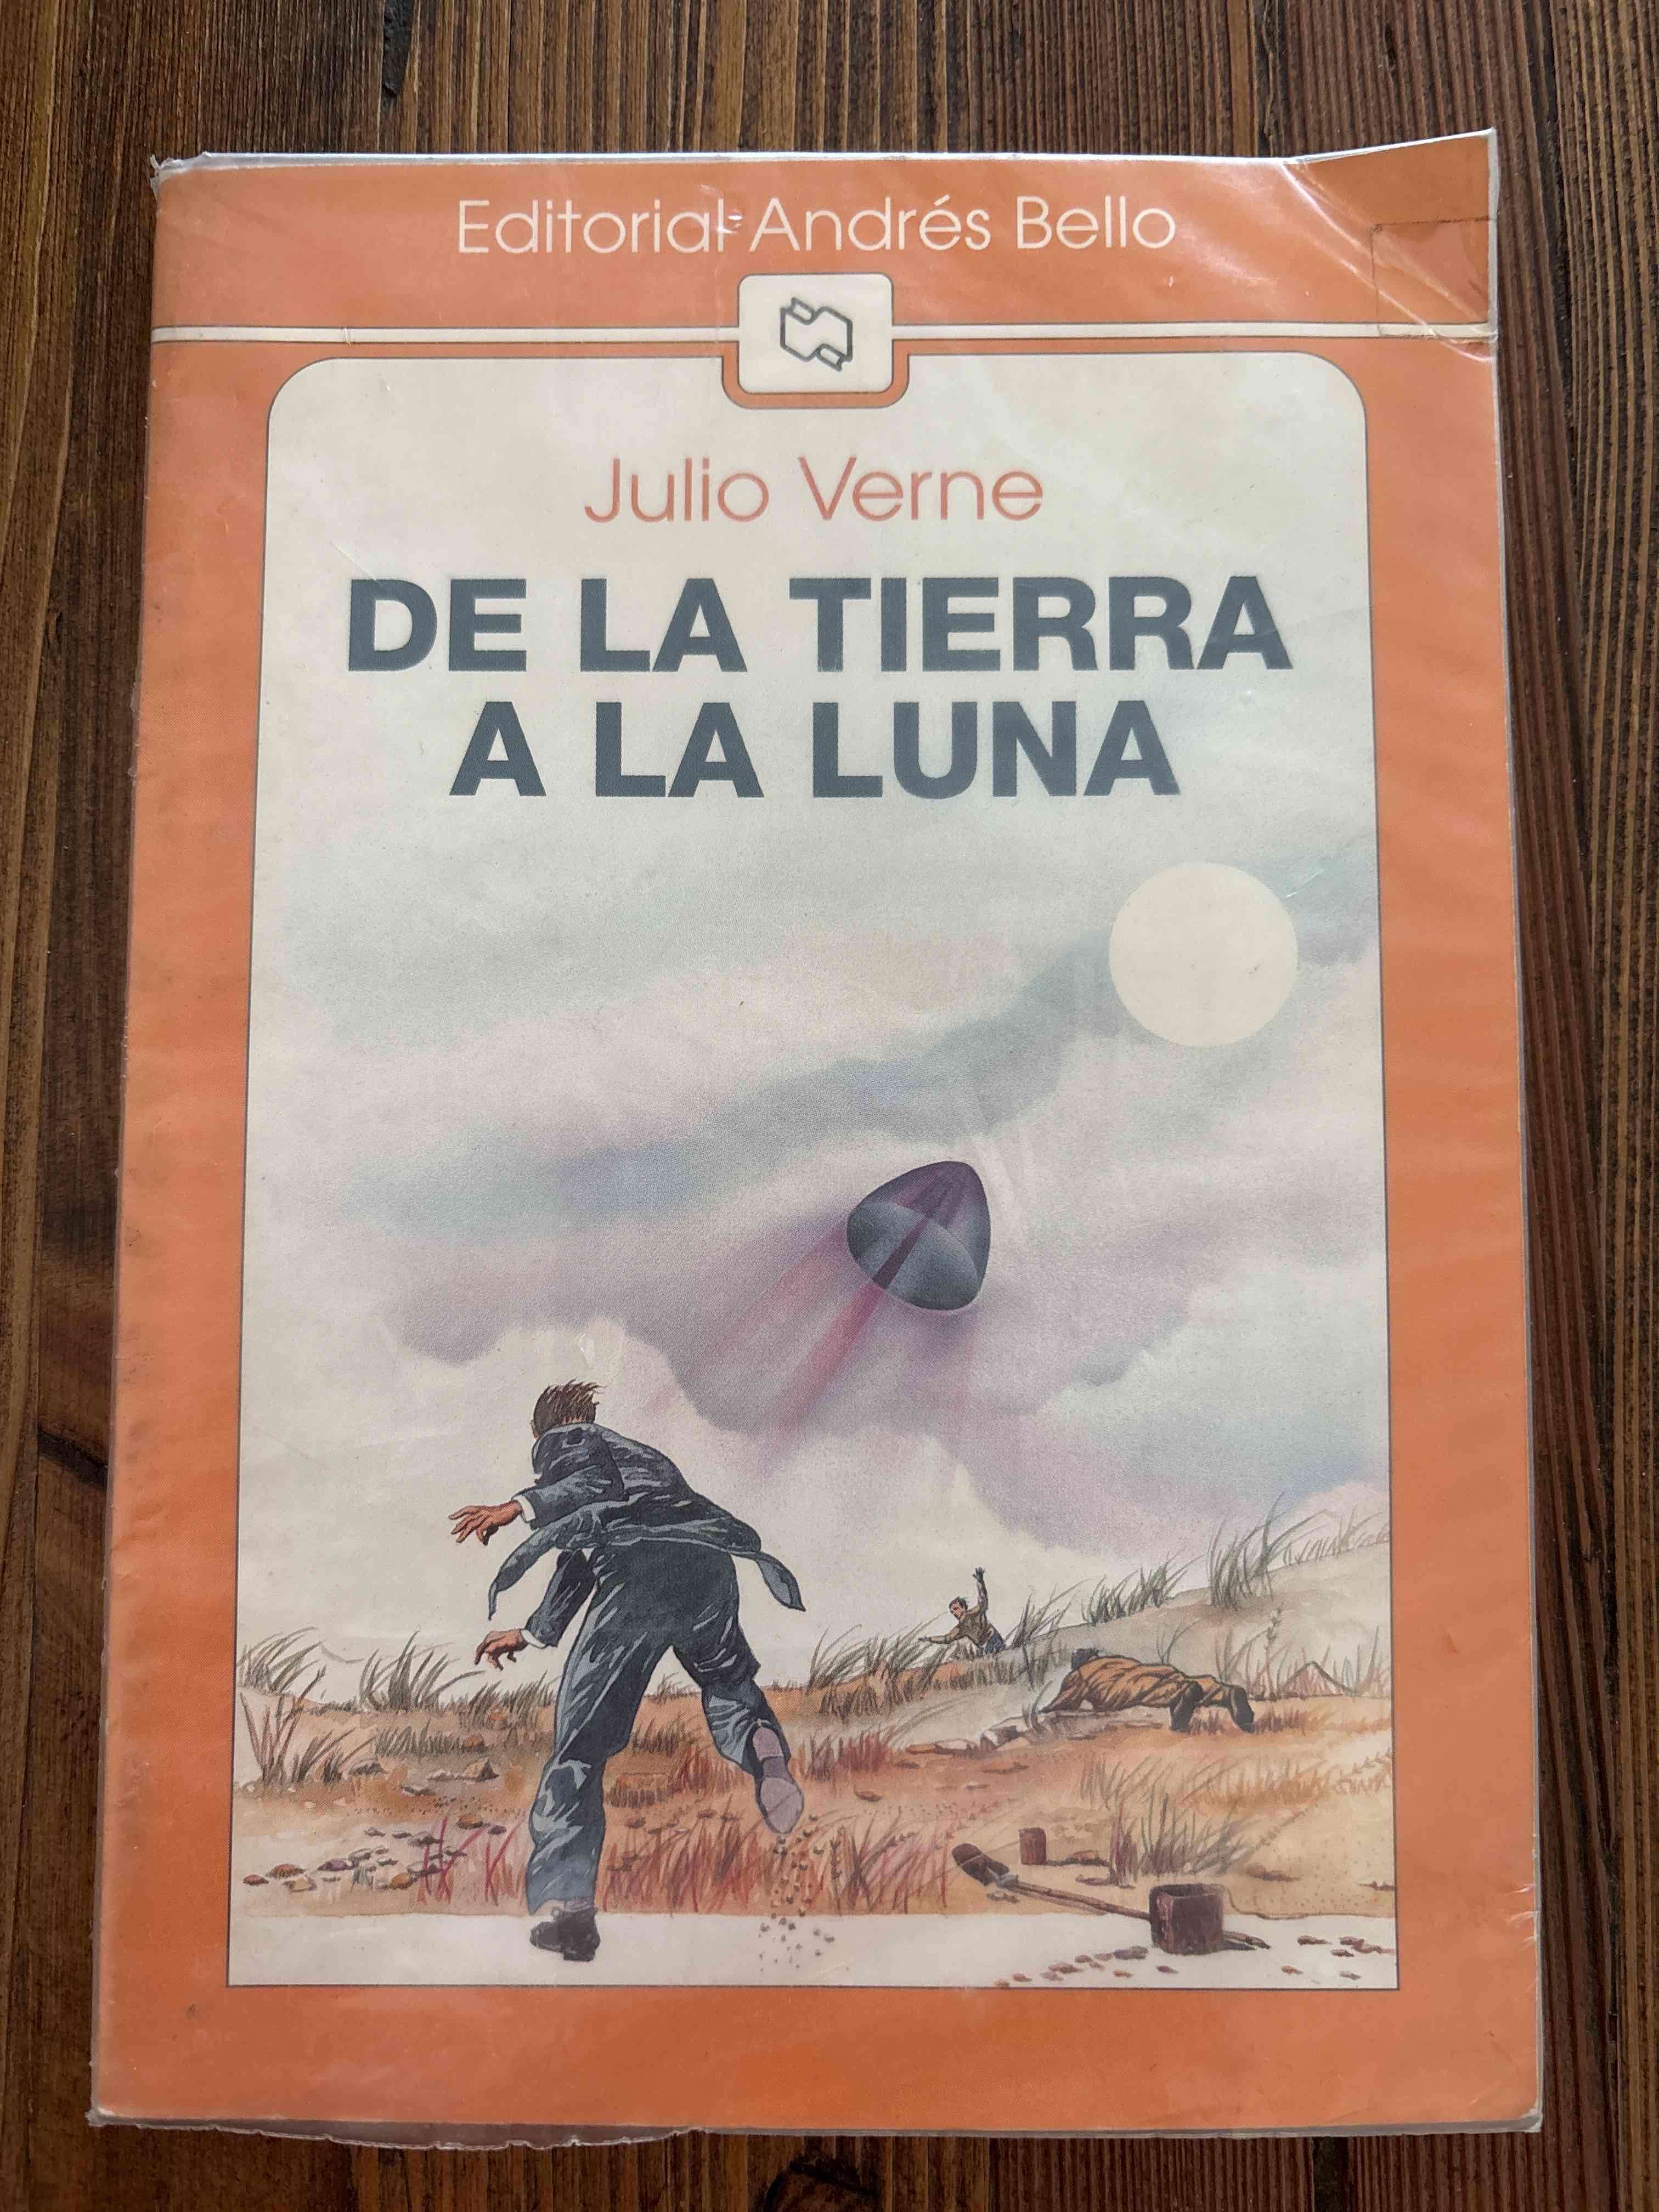 Editorial Andrés Bello
Julio Verne
DE LA TIERRA
A LA LUNA